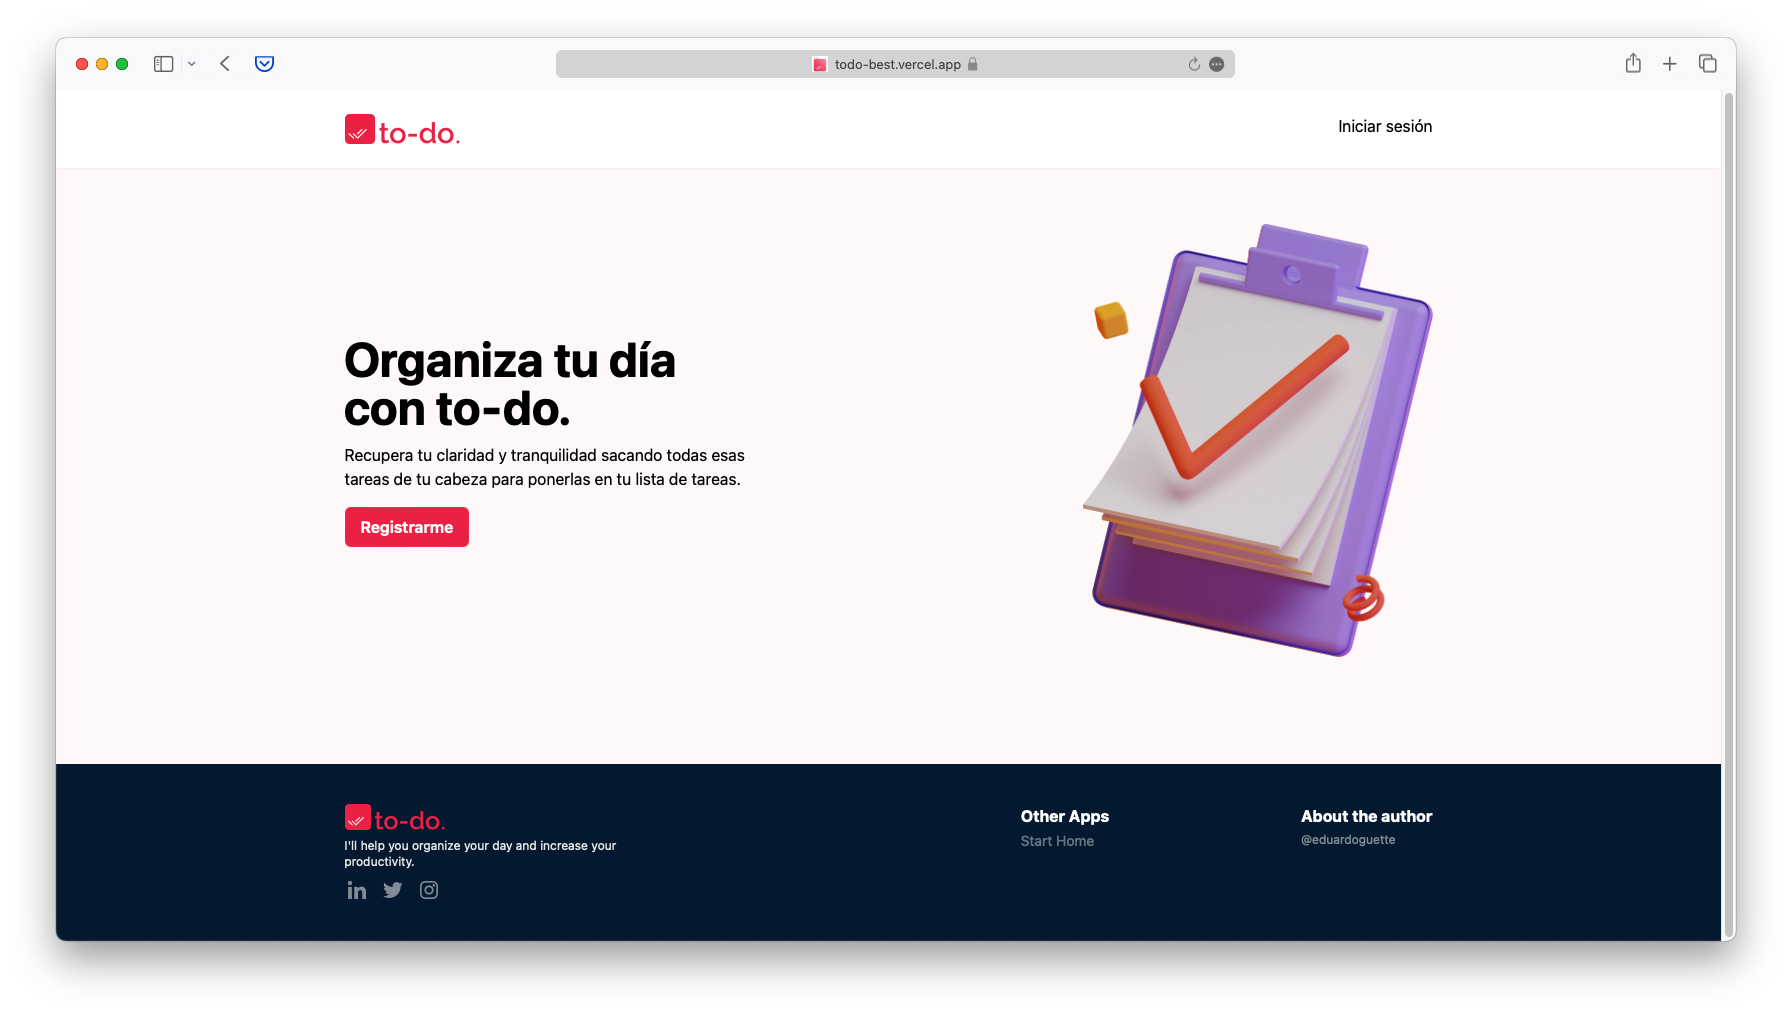 todo-best.vercel.app
to-do.
Iniciar sesión
Organiza tu día
con to-do.
Recupera tu claridad y tranquilidad sacando todas esas
tareas de tu cabeza para ponerlas en tu lista de tareas.
Registrarme
to-do.
I'll help you organize your day and increase your
productivity.
Other Apps
Start Home
About the author
@eduardoguette